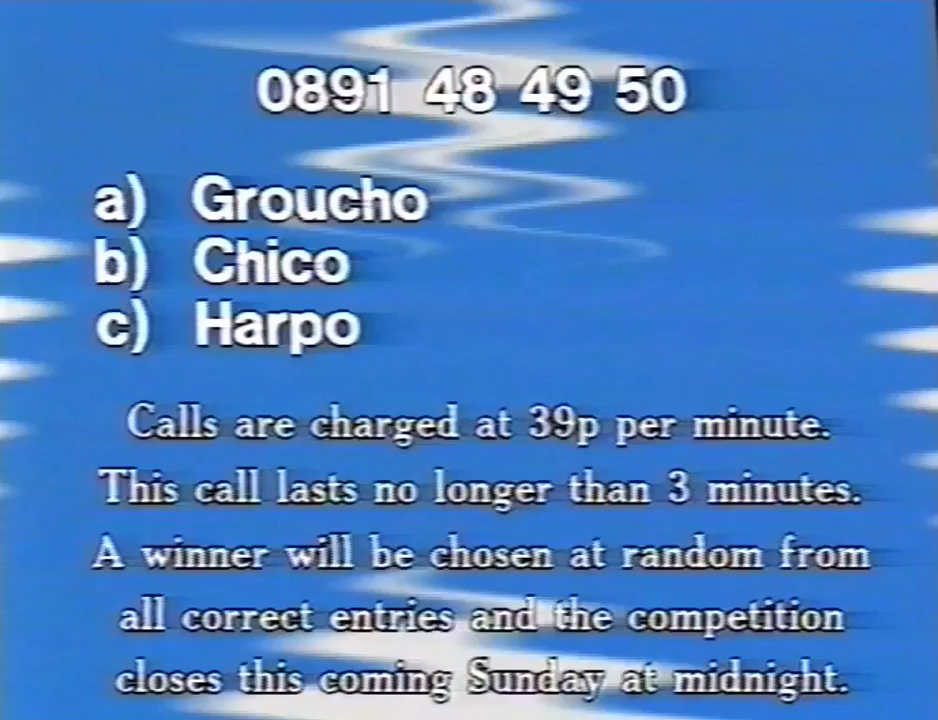 0891 48 49 50
a) Groucho
b) Chico
c) Harpo
Calls are charged at 39p per minute.
This call lasts no longer than 3 minutes.
A winner will be chosen at random from
all correct entries and the competition
closes this coming Sunday at midnight.